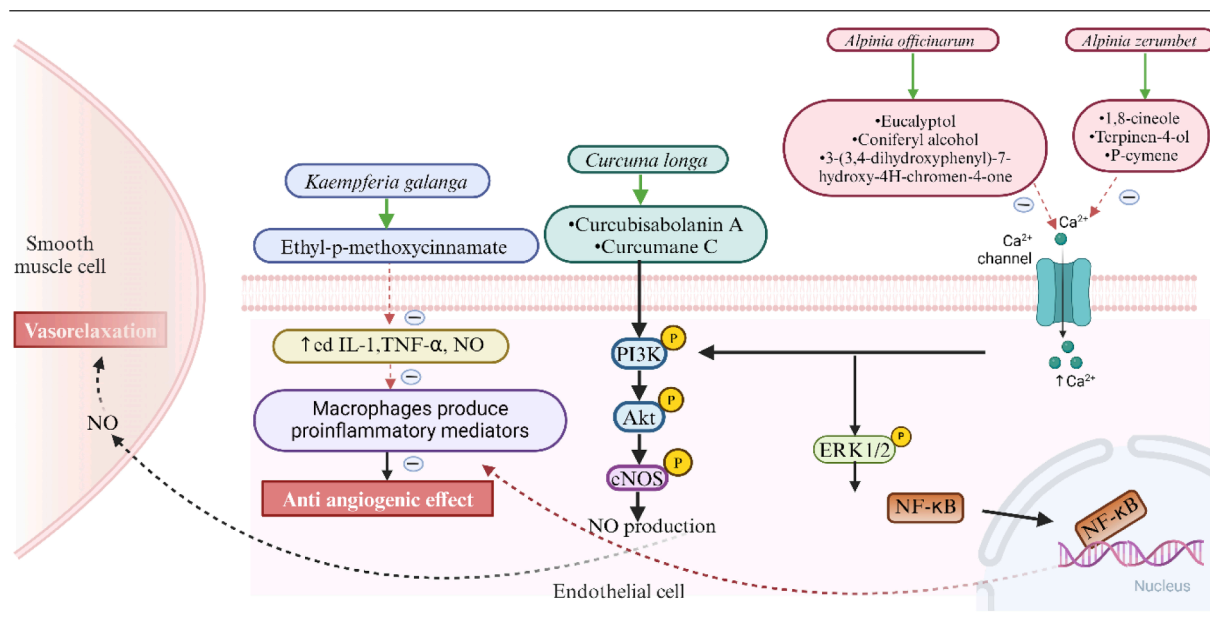 Alpinia officinarum
Alpinia zerumbet
•Eucalyptol
•Coniferyl alcohol
•3-(3,4-dihydroxyphenyl)-7-
hydroxy-4H-chromen-4-one
•1,8-cineole
•Terpinen-4-ol
•P-cymene
Curcuma longa
Kaempferia galanga
•Curcubisabolanin A
•Curcumane C
Ethyl-p-methoxycinnamate
−
−
Ca²⁺
Ca²⁺
channel
Smooth
muscle cell
Vasorelaxation
−
↑cd IL-1,TNF-α, NO
P
PI3K
↑Ca²⁺
−
Macrophages produce
proinflammatory mediators
P
Akt
NO
P
ERK1/2
−
P
eNOS
Anti angiogenic effect
NF-κB
NF-κB
NO production
Nucleus
Endothelial cell